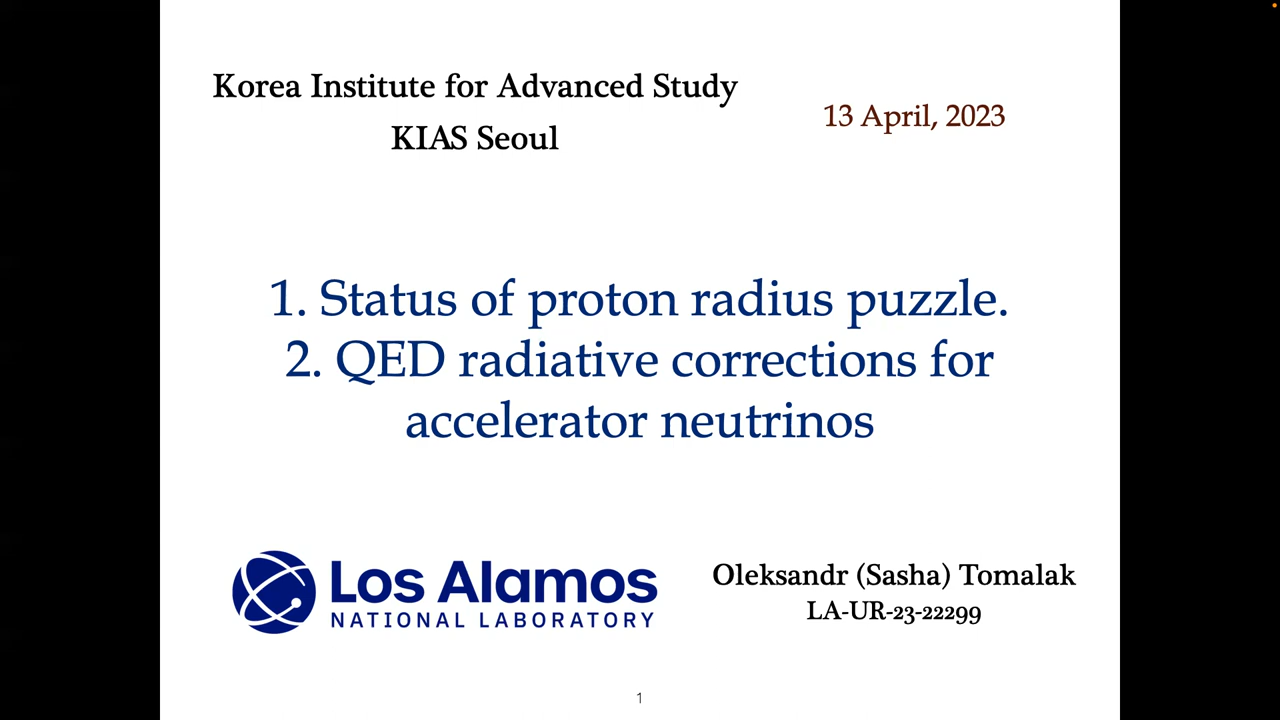 Korea Institute for Advanced Study
KIAS Seoul
13 April, 2023
1. Status of proton radius puzzle.
2. QED radiative corrections for
accelerator neutrinos
Los Alamos
NATIONAL LABORATORY
Oleksandr (Sasha) Tomalak
LA-UR-23-22299
1